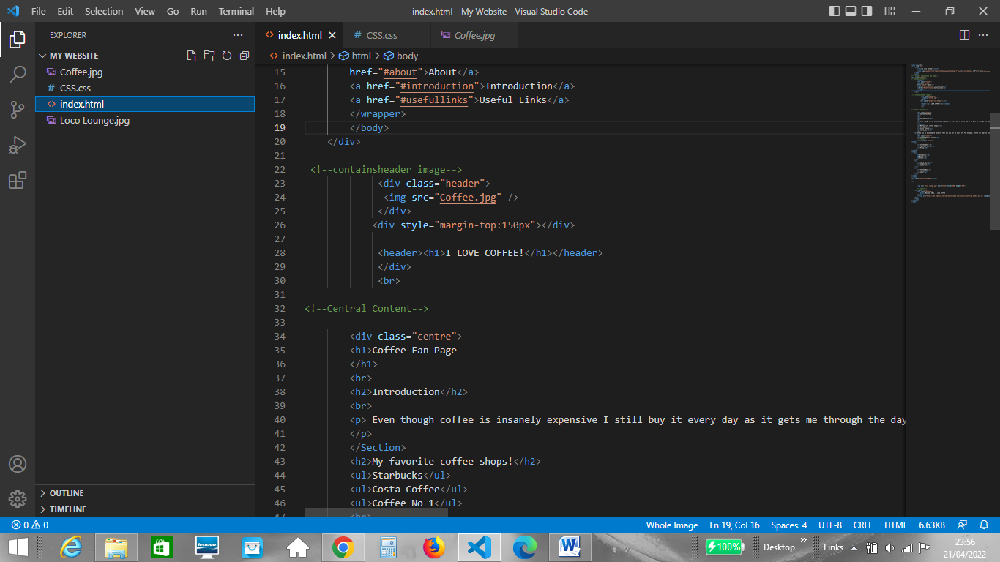 File Edit Selection View Go Run Terminal Help index.html - My Website - Visual Studio Code
EXPLORER ···
index.html
# CSS.css
Coffee.jpg
MY WEBSITE
index.html > html > body
Coffee.jpg
# CSS.css
<> index.html
Loco Lounge.jpg
15 href="#about">About</a>
16 <a href="#introduction">Introduction</a>
17 <a href="#usefullinks">Useful Links</a>
18 </wrapper>
19 </body>
20 </div>
21
22 <!--containsheader image-->
23 <div class="header">
24 <img src="Coffee.jpg" />
25 </div>
26 <div style="margin-top:150px"></div>
27
28 <header><h1>I LOVE COFFEE!</h1></header>
29 </div>
30 <br>
31
32 <!--Central Content-->
33
34 <div class="centre">
35 <h1>Coffee Fan Page
36 </h1>
37 <br>
38 <h2>Introduction</h2>
39 <br>
40 <p> Even though coffee is insanely expensive I still buy it every day as it gets me through the day
41 </p>
42 </Section>
43 <h2>My favorite coffee shops!</h2>
44 <ul>Starbucks</ul>
45 <ul>Costa Coffee</ul>
46 <ul>Coffee No 1</ul>
47 <br>
OUTLINE
TIMELINE
0 0 Whole Image Ln 19, Col 16 Spaces: 4 UTF-8 CRLF HTML 6.63KB
lenovo 100% Desktop » Links 23:56
21/04/2022